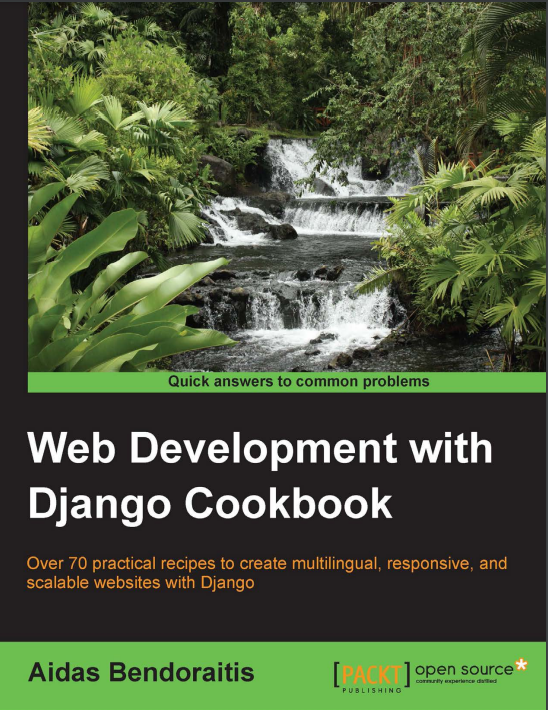 Quick answers to common problems
Web Development with
Django Cookbook
Over 70 practical recipes to create multilingual, responsive, and
scalable websites with Django
Aidas Bendoraitis
[PACKT]
PUBLISHING
open source*
community experience distilled